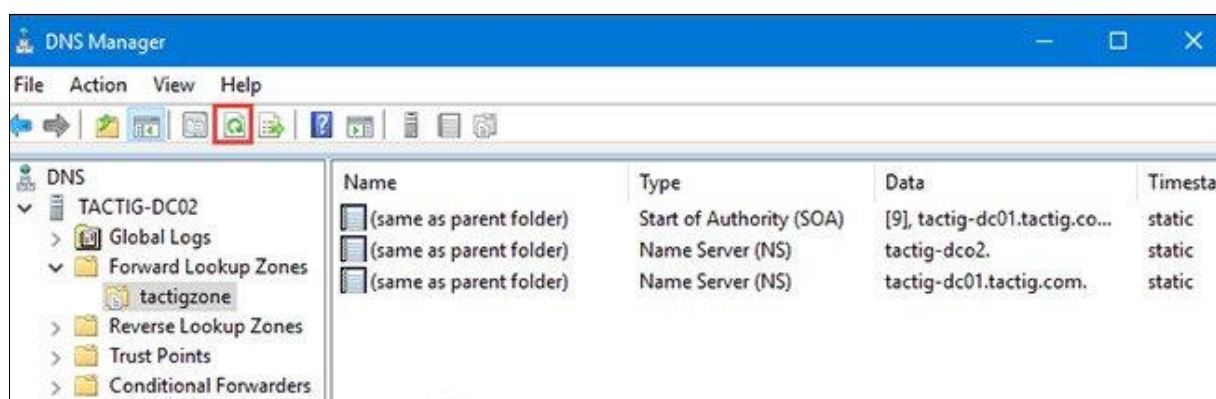 DNS Manager
File Action View Help
DNS
TACTIG-DC02
Global Logs
Forward Lookup Zones
tactigzone
Reverse Lookup Zones
Trust Points
Conditional Forwarders
Name Type Data Timesta
(same as parent folder) Start of Authority (SOA) [9], tactig-dc01.tactig.co... static
(same as parent folder) Name Server (NS) tactig-dco2. static
(same as parent folder) Name Server (NS) tactig-dc01.tactig.com. static